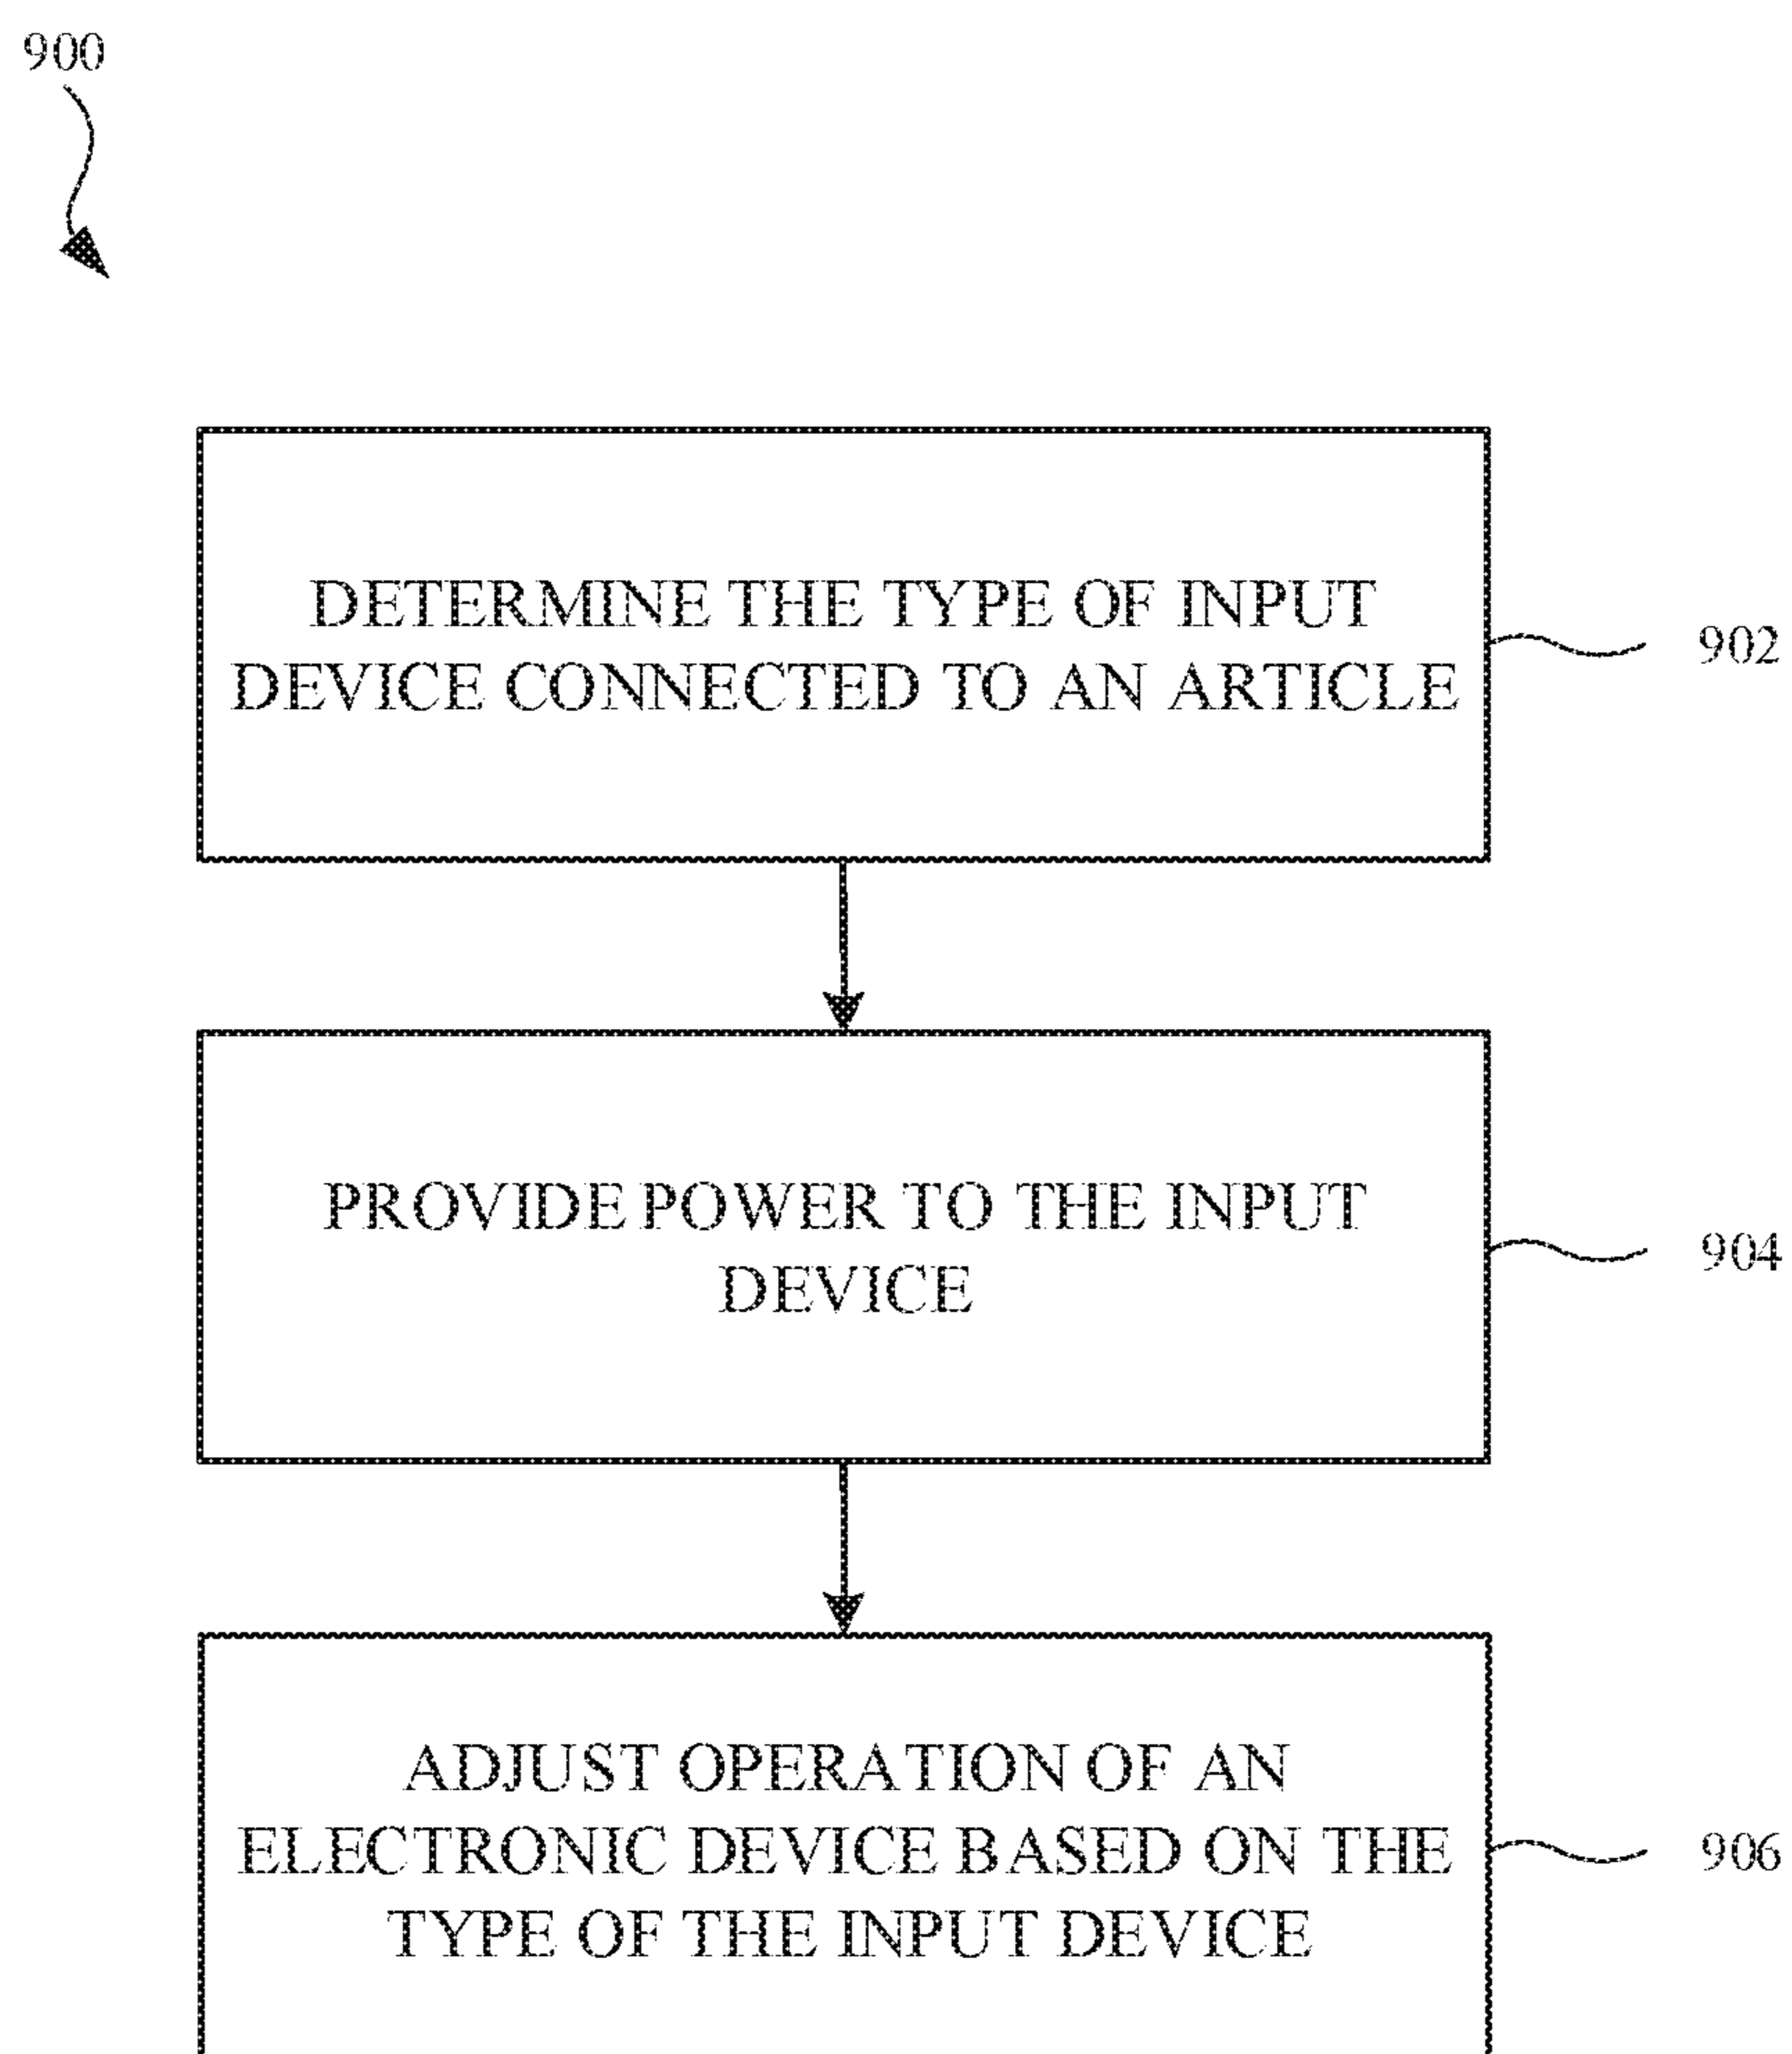 900
DETERMINE THE TYPE OF INPUT
DEVICE CONNECTED TO AN ARTICLE
902
PROVIDE POWER TO THE INPUT
DEVICE
904
ADJUST OPERATION OF AN
ELECTRONIC DEVICE BASED ON THE
TYPE OF THE INPUT DEVICE
906